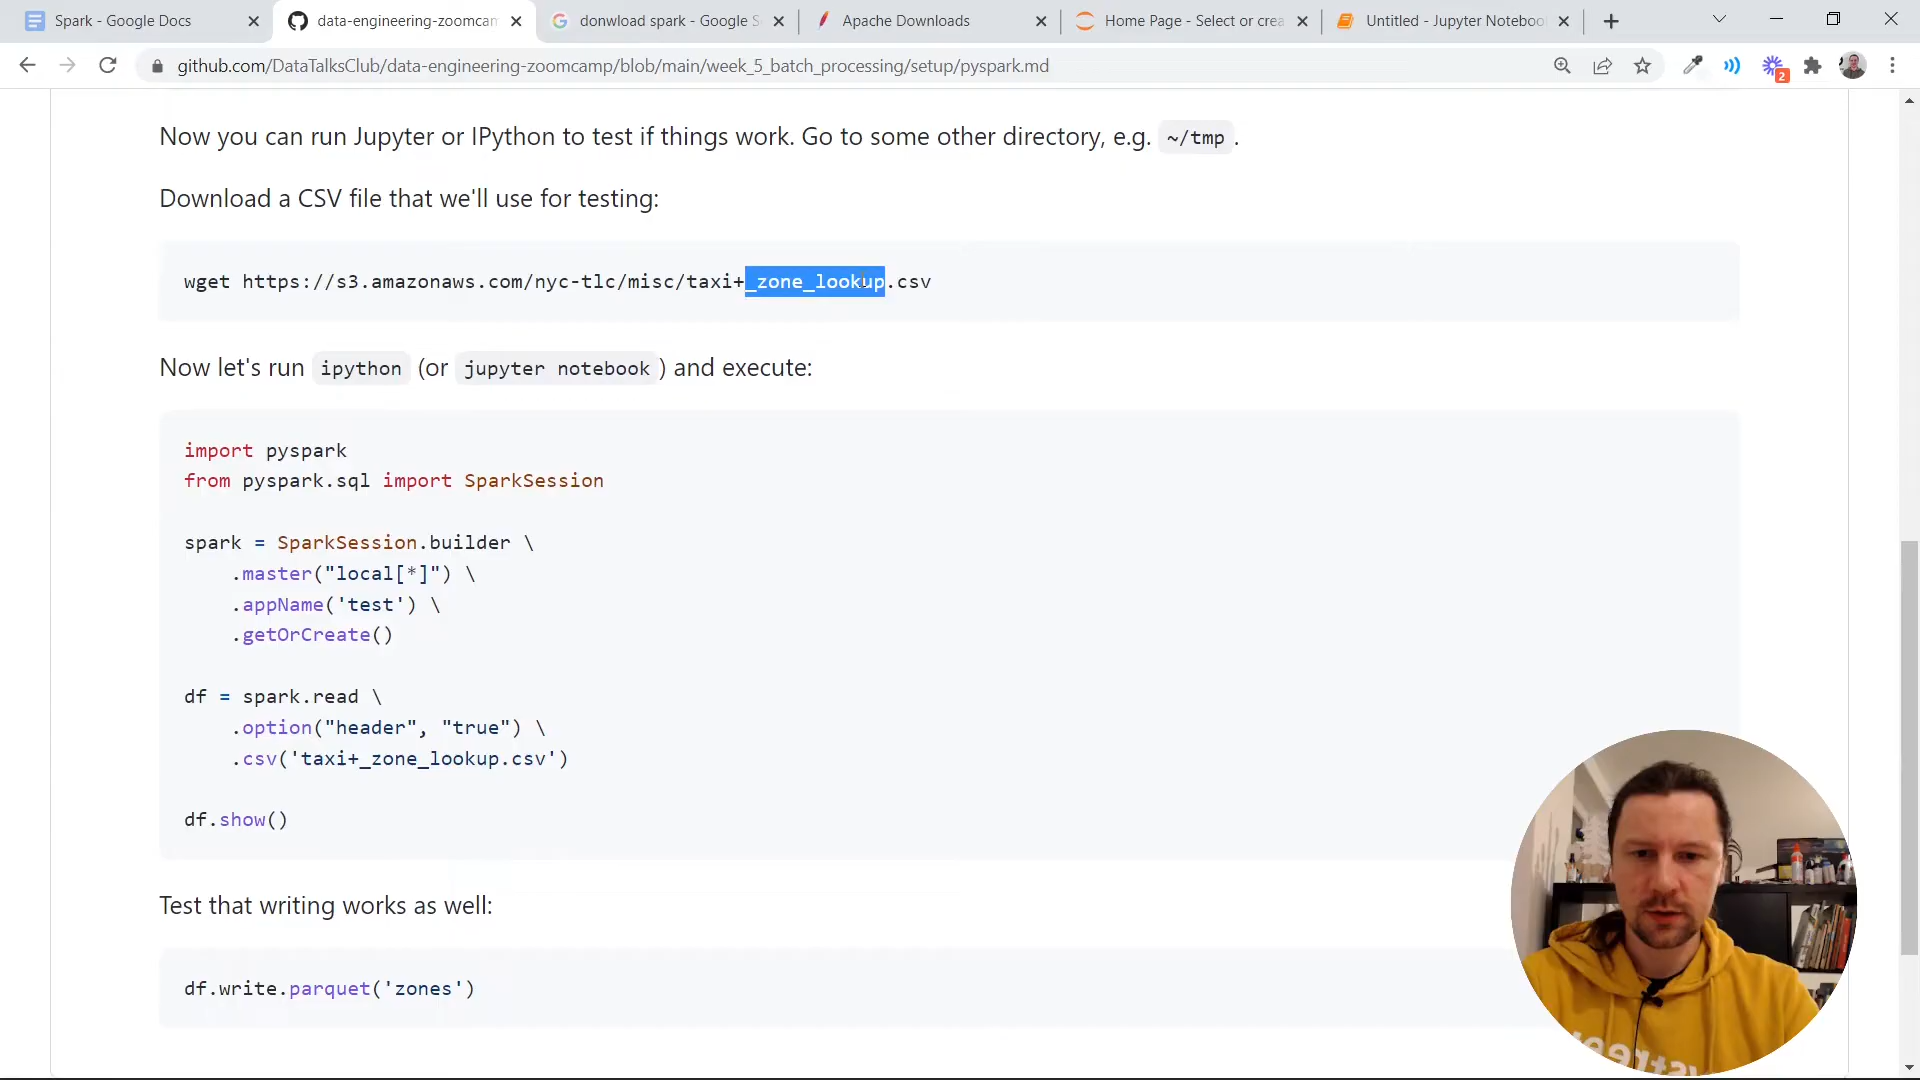 Spark - Google Docs
data-engineering-zoomcam
donwload spark - Google S
Apache Downloads
Home Page - Select or crea
Untitled - Jupyter Noteboo
github.com/DataTalksClub/data-engineering-zoomcamp/blob/main/week_5_batch_processing/setup/pyspark.md
2
Now you can run Jupyter or IPython to test if things work. Go to some other directory, e.g. ~/tmp .
Download a CSV file that we'll use for testing:
wget https://s3.amazonaws.com/nyc-tlc/misc/taxi+_zone_lookup.csv
Now let's run ipython (or jupyter notebook ) and execute:
import pyspark
from pyspark.sql import SparkSession
spark = SparkSession.builder \
.master("local[*]") \
.appName('test') \
.getOrCreate()
df = spark.read \
.option("header", "true") \
.csv('taxi+_zone_lookup.csv')
df.show()
Test that writing works as well:
df.write.parquet('zones')